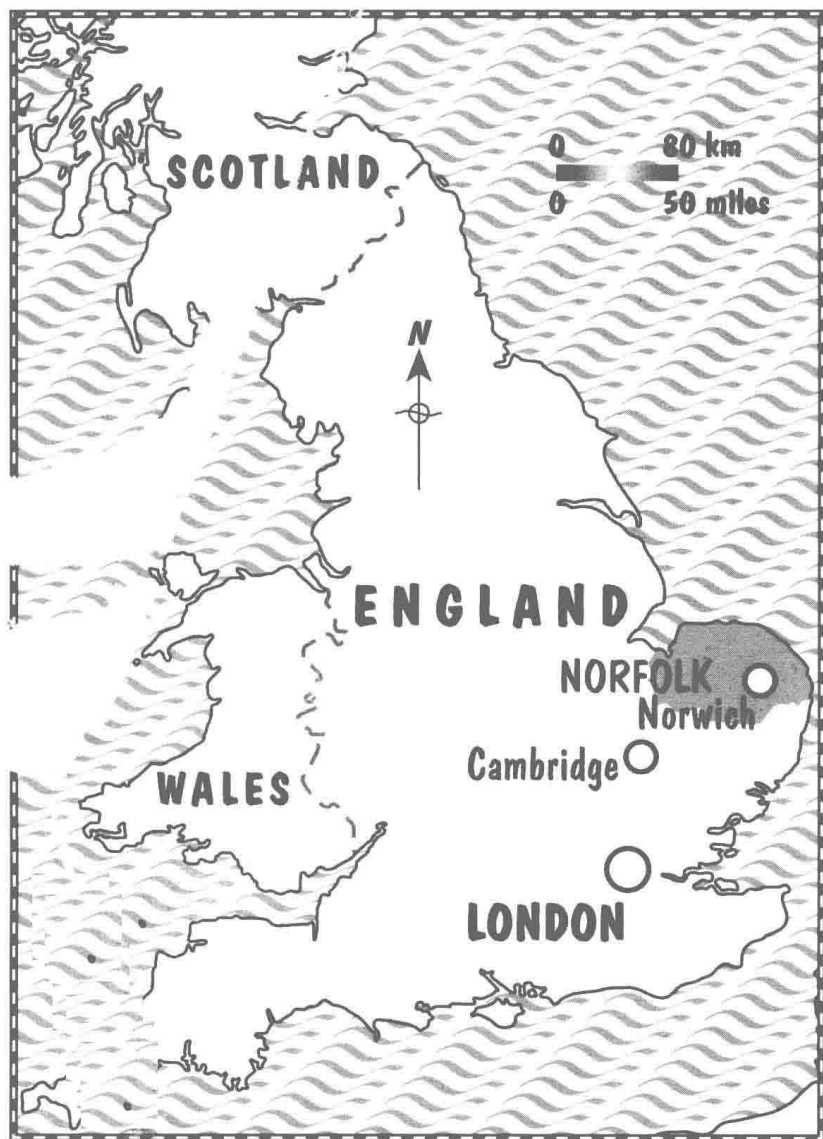 0 80 km
0 50 miles
SCOTLAND
N
ENGLAND
NORFOLK
Norwich
Cambridge
WALES
LONDON